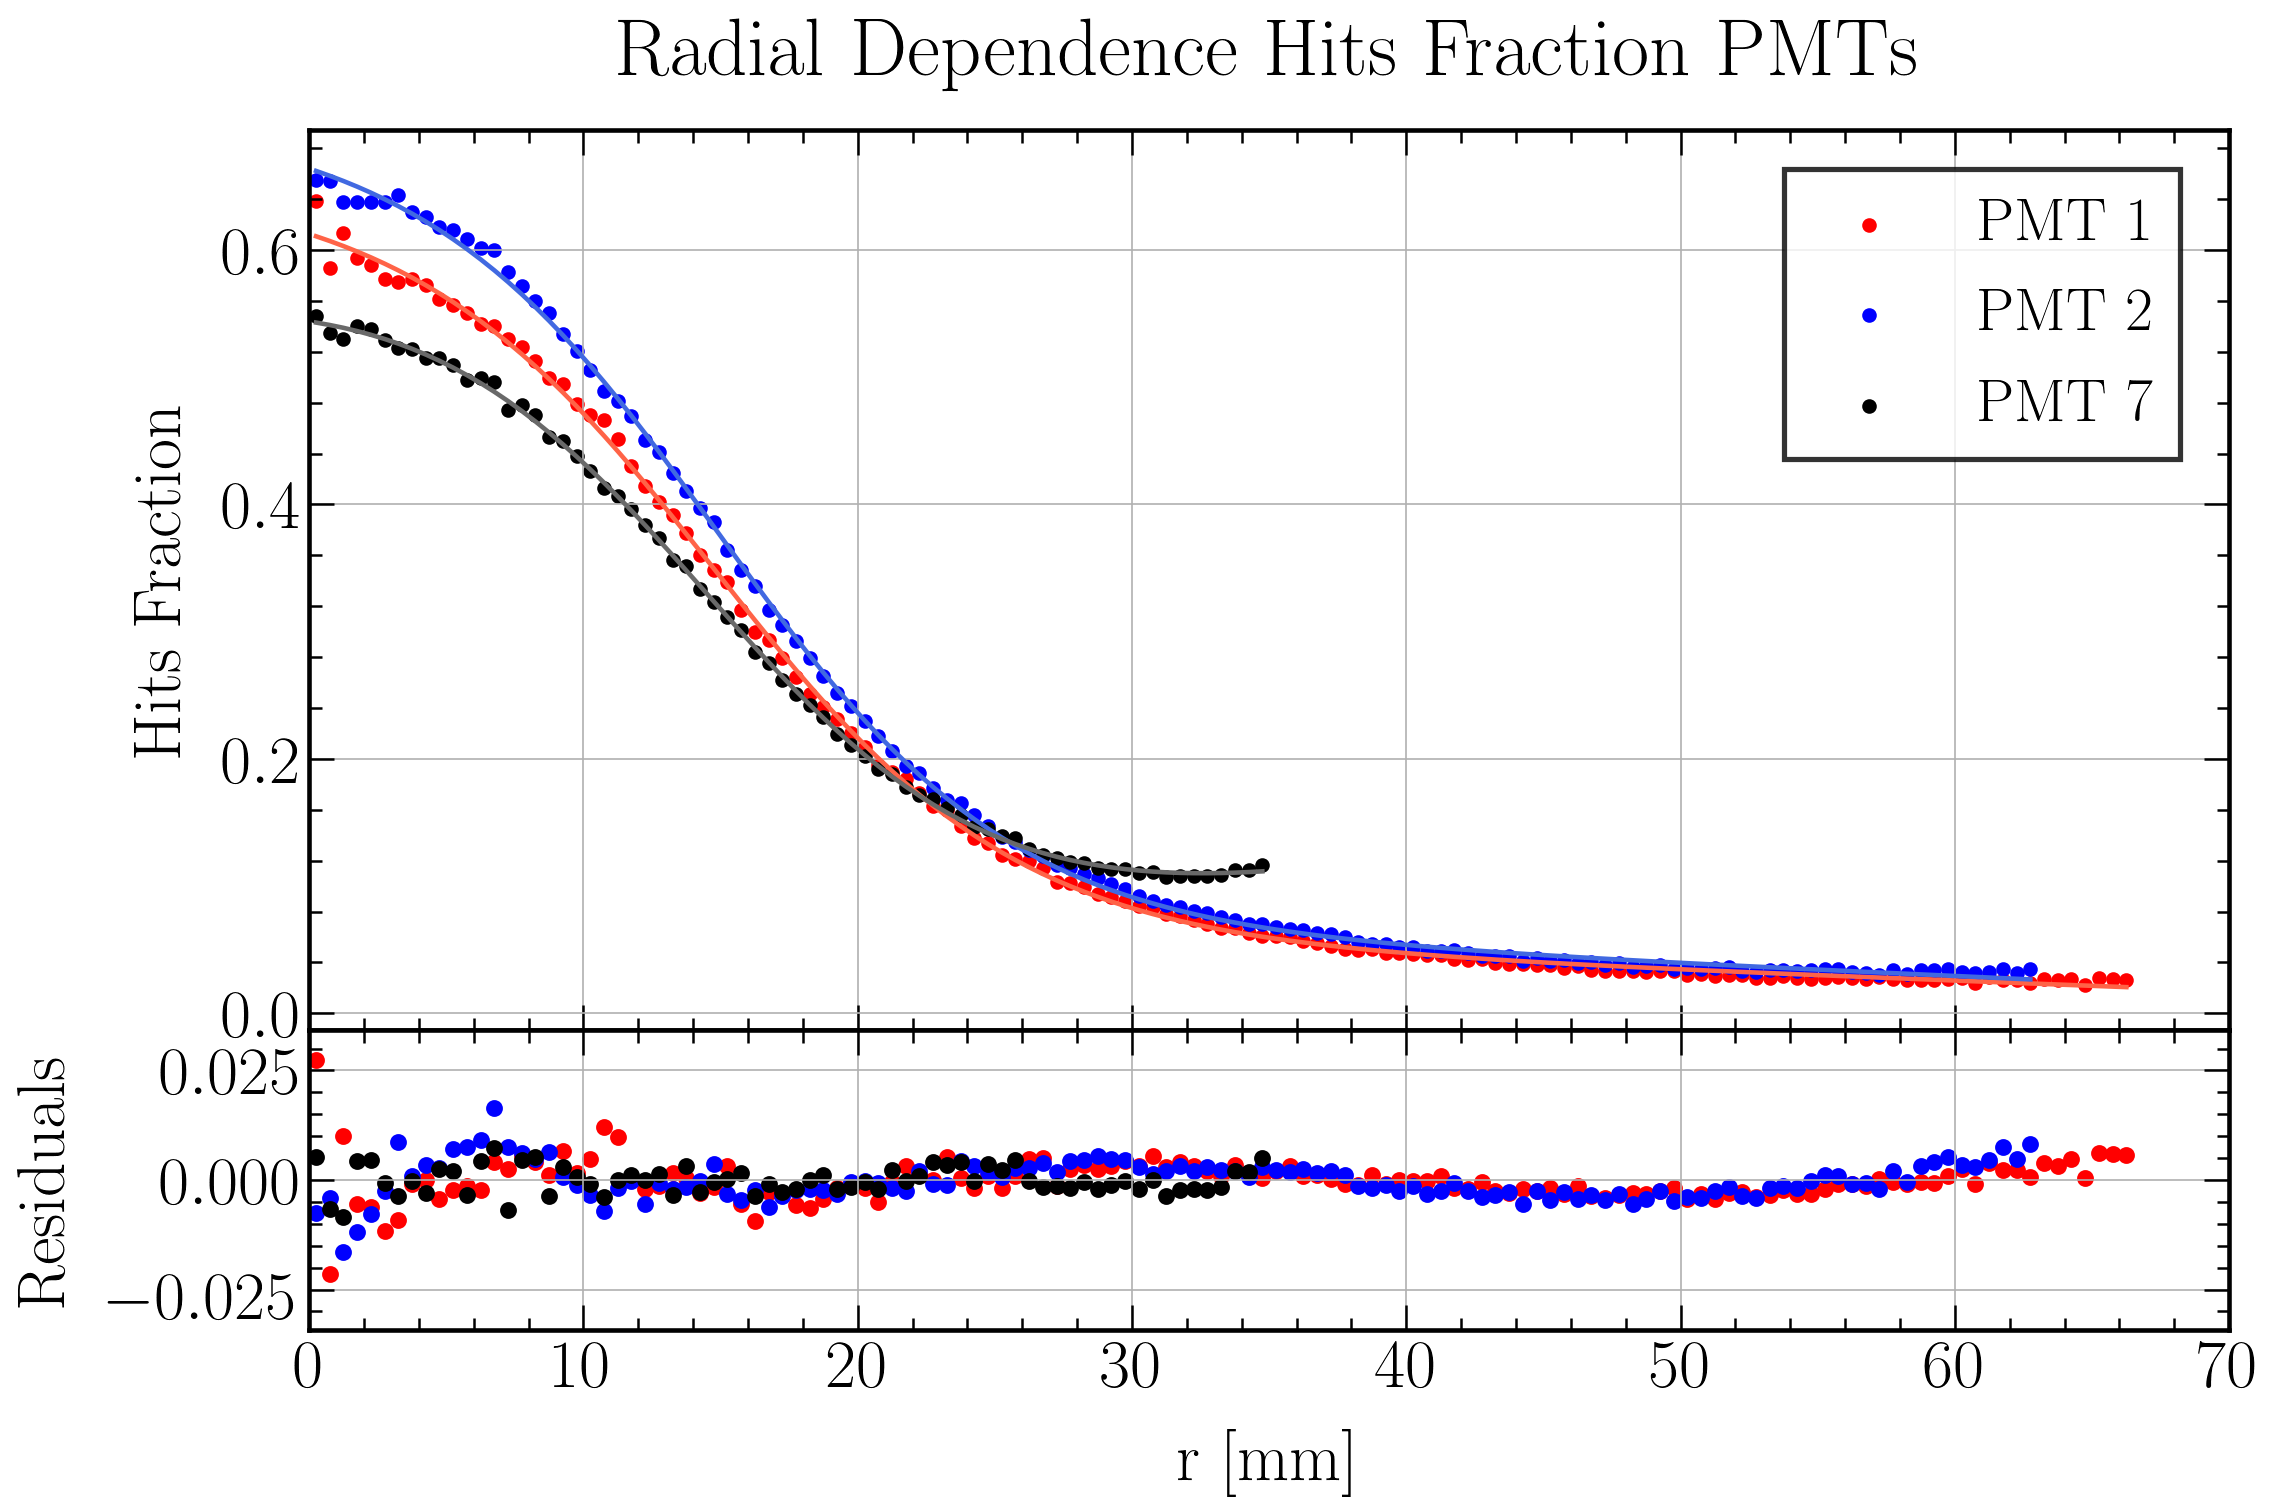 Radial Dependence Hits Fraction PMTs
PMT 1
PMT 2
PMT 7
Hits Fraction
0.6
0.4
0.2
0.0
Residuals
0.025
0.000
−0.025
0 10 20 30 40 50 60 70
r [mm]